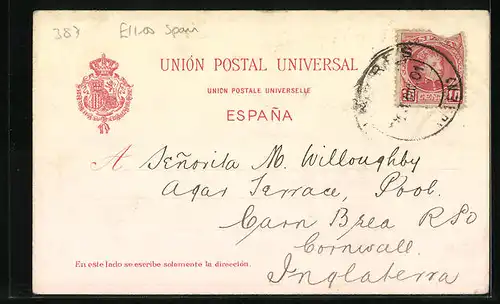 387 Ellos Spain
UNIÓN POSTAL UNIVERSAL
UNION POSTALE UNIVERSELLE
ESPAÑA
A Señorita M. Willoughby
Agar Terrace, Pool.
Carn Brea RSO
Cornwall.
Inglaterra
En este lado se escribe solamente la dirección.